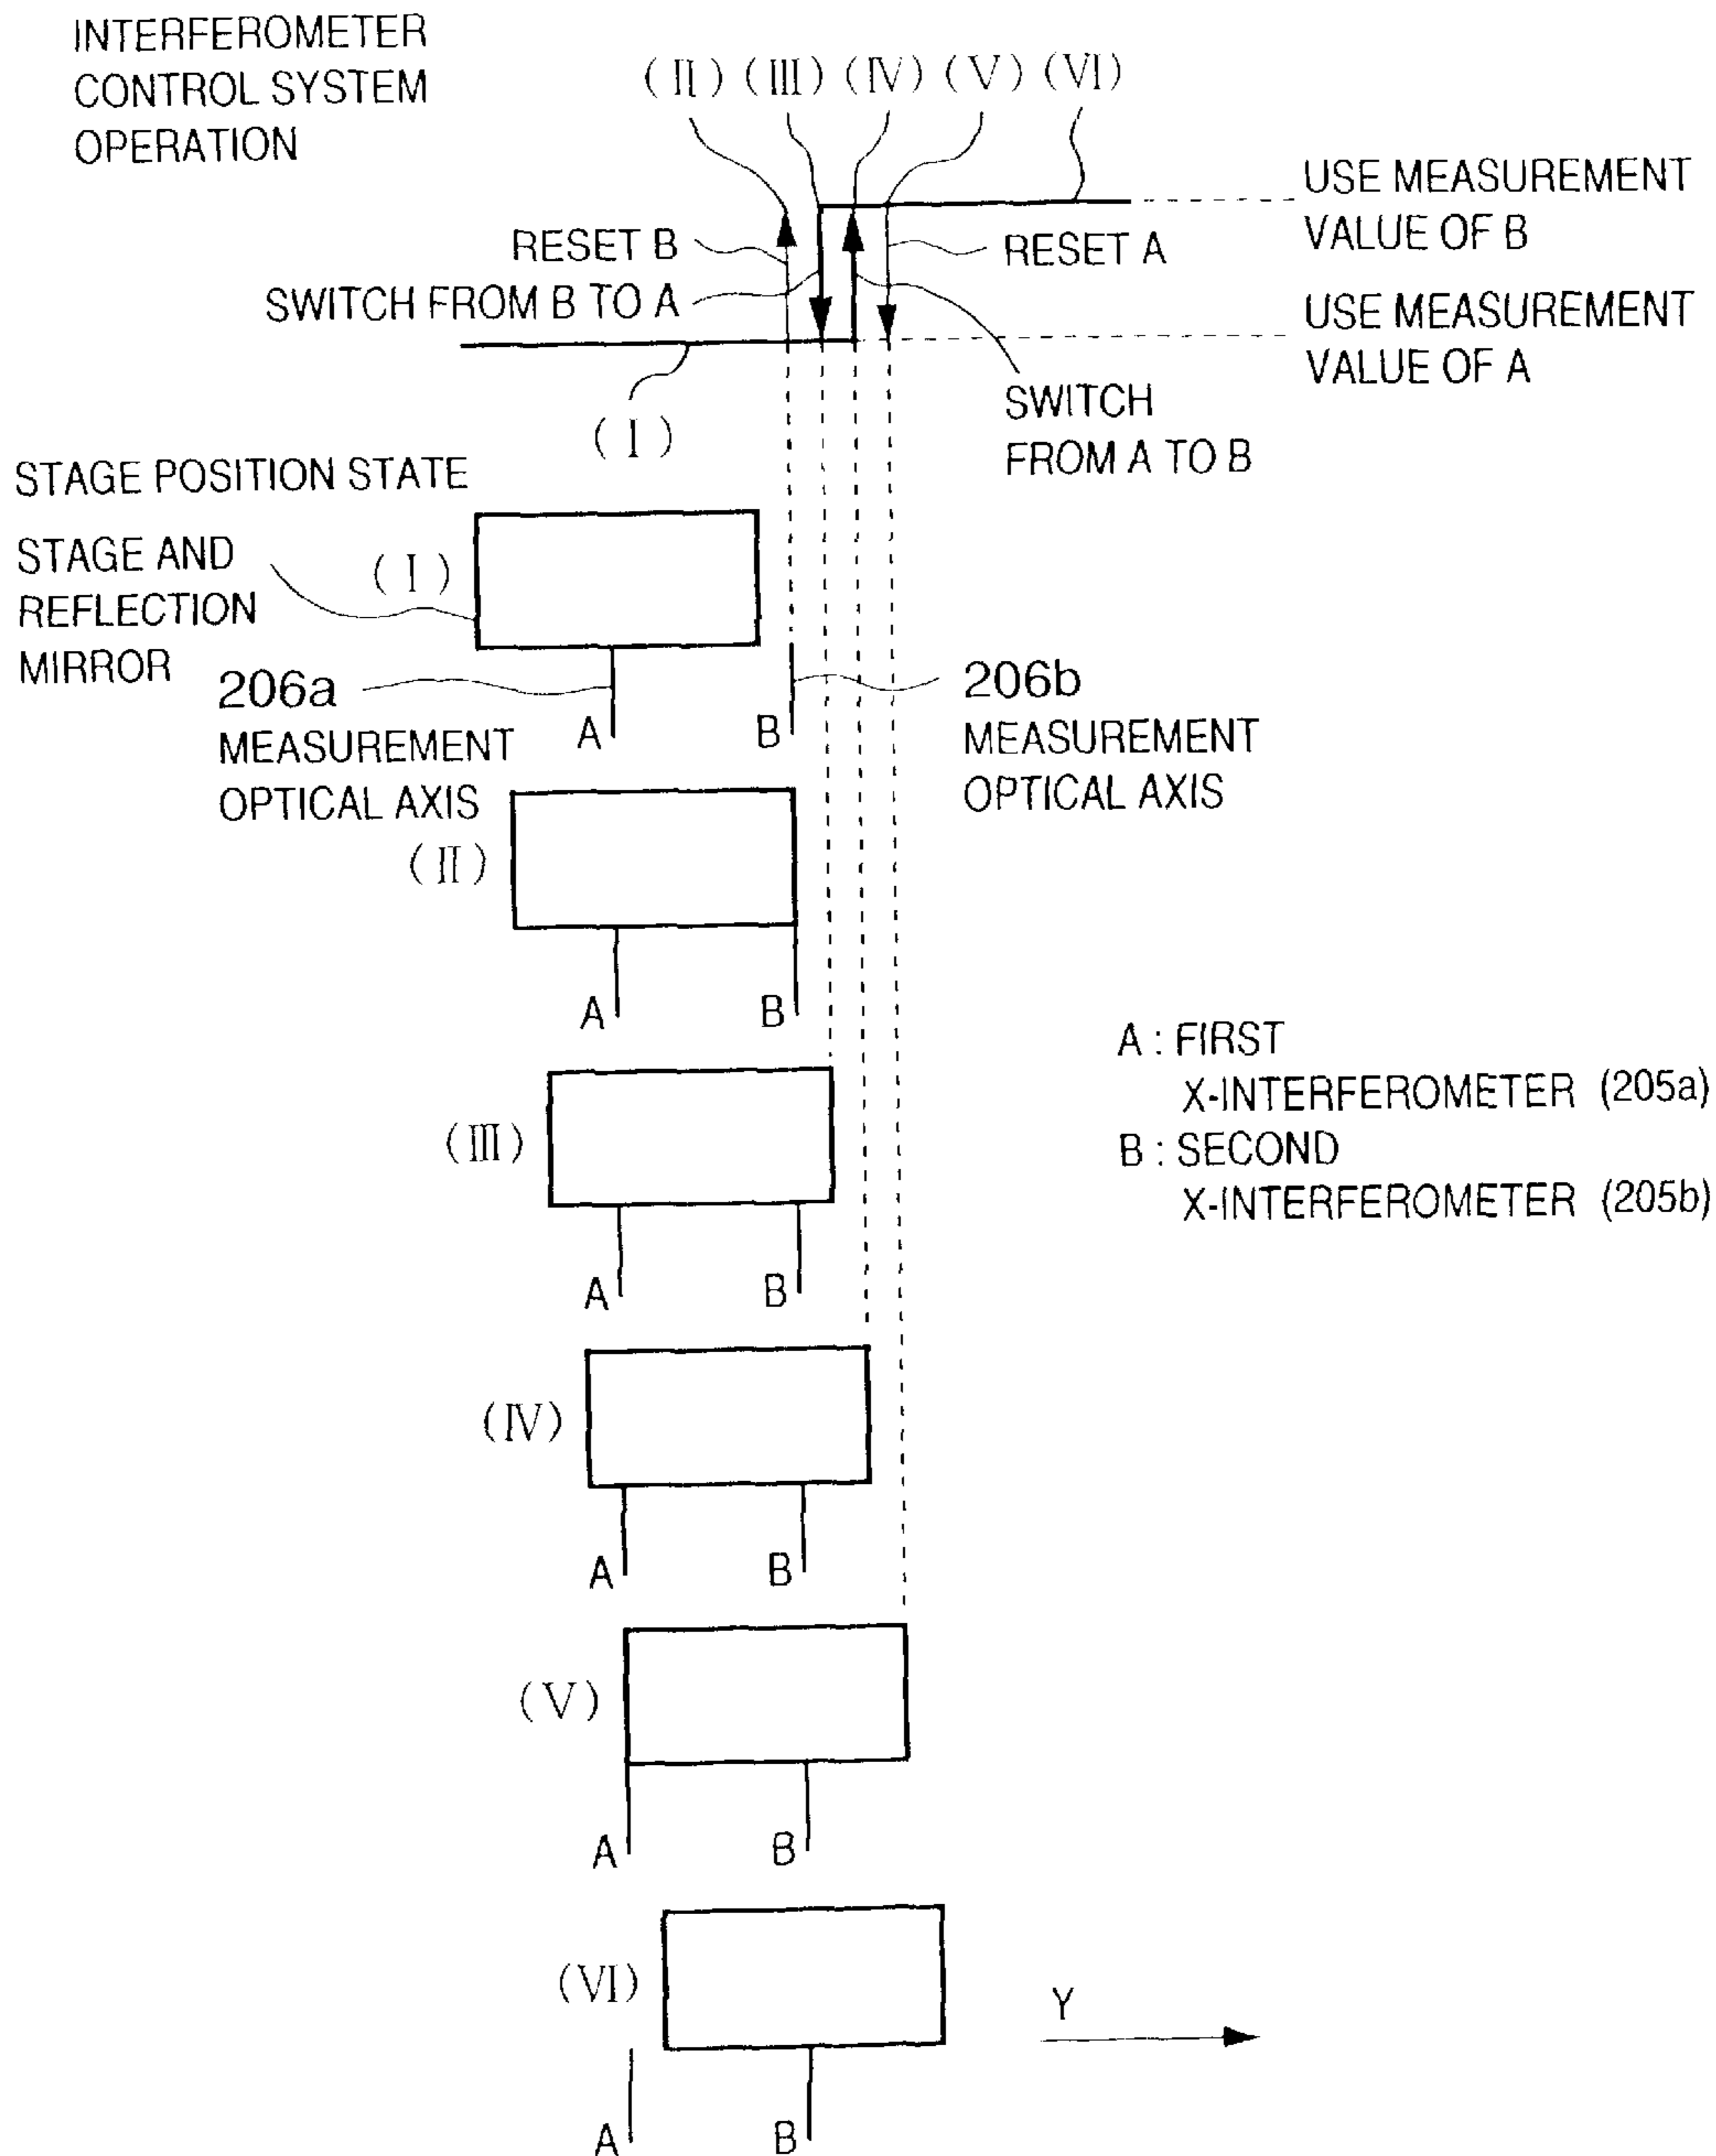 INTERFEROMETER
CONTROL SYSTEM
OPERATION
(II) (III) (IV) (V) (VI)
USE MEASUREMENT
VALUE OF B
RESET B
RESET A
SWITCH FROM B TO A
USE MEASUREMENT
VALUE OF A
(I)
SWITCH
FROM A TO B
STAGE POSITION STATE
STAGE AND
REFLECTION
MIRROR
(I)
206a
MEASUREMENT
OPTICAL AXIS
A
B
206b
MEASUREMENT
OPTICAL AXIS
(II)
A
B
A : FIRST
X-INTERFEROMETER (205a)
B : SECOND
X-INTERFEROMETER (205b)
(III)
A
B
(IV)
A
B
(V)
A
B
(VI)
A
B
Y